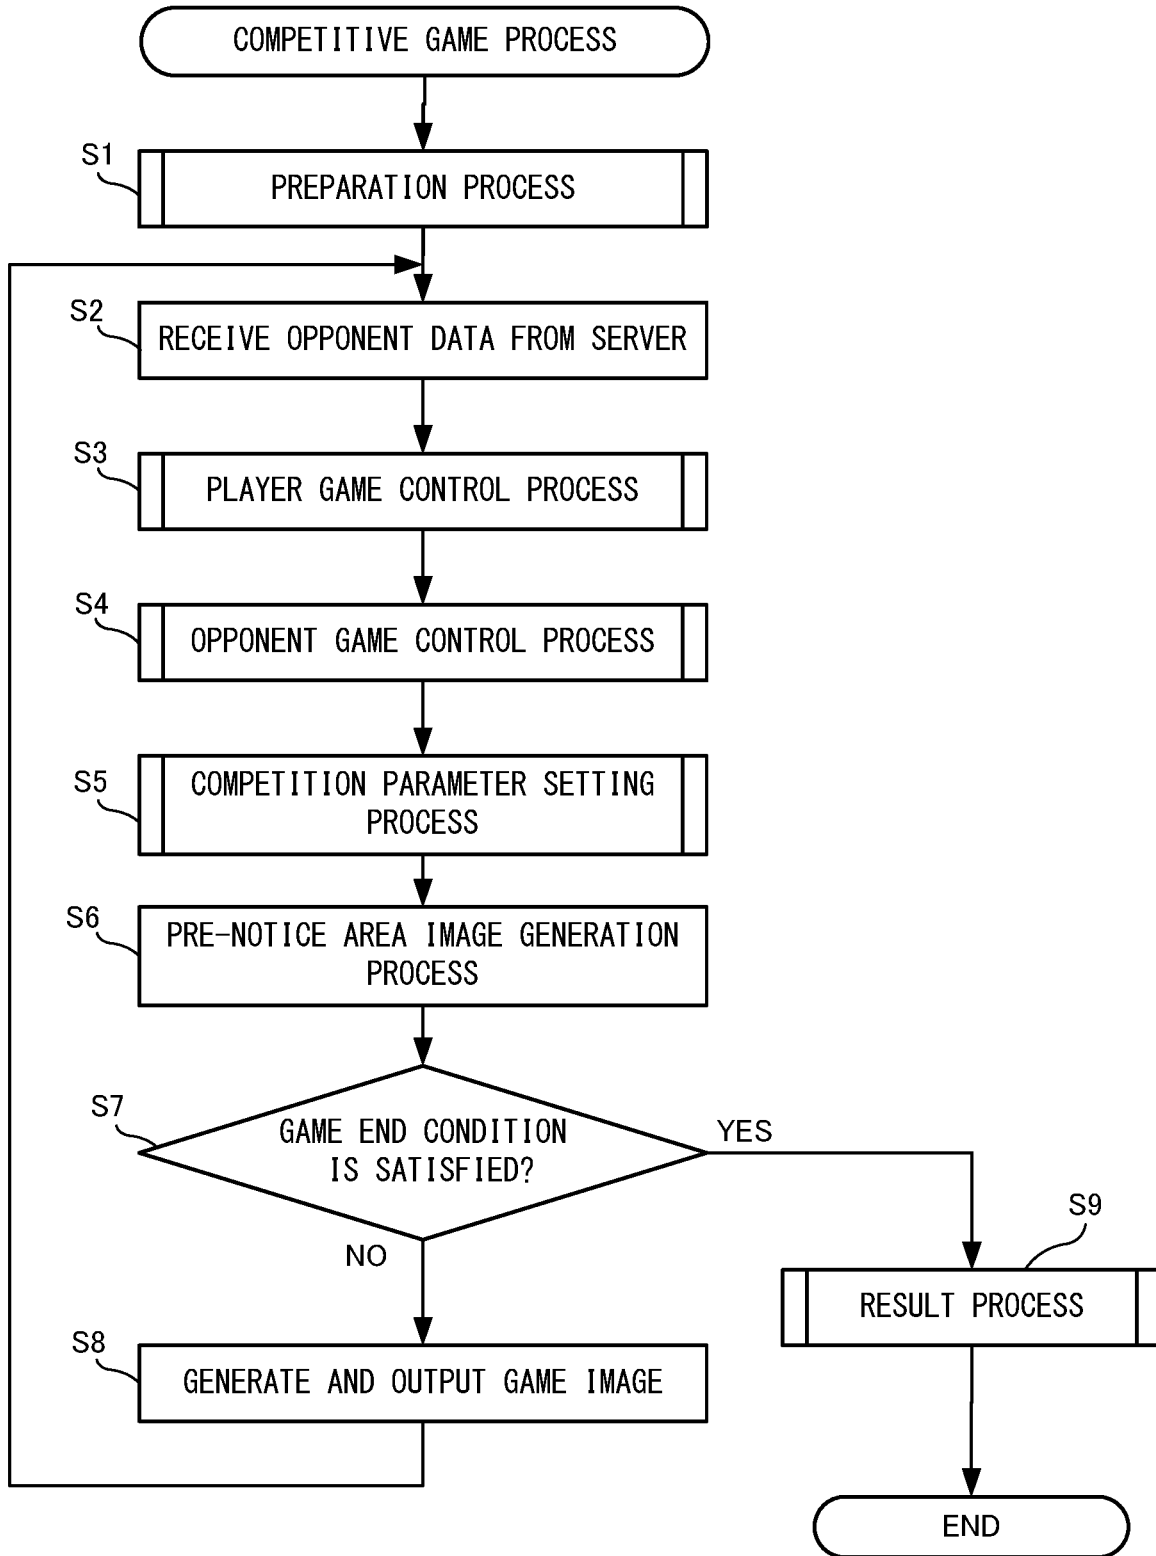 COMPETITIVE GAME PROCESS
S1
PREPARATION PROCESS
S2
RECEIVE OPPONENT DATA FROM SERVER
S3
PLAYER GAME CONTROL PROCESS
S4
OPPONENT GAME CONTROL PROCESS
S5
COMPETITION PARAMETER SETTING
PROCESS
S6
PRE-NOTICE AREA IMAGE GENERATION
PROCESS
S7
GAME END CONDITION
IS SATISFIED?
YES
NO
S9
RESULT PROCESS
S8
GENERATE AND OUTPUT GAME IMAGE
END